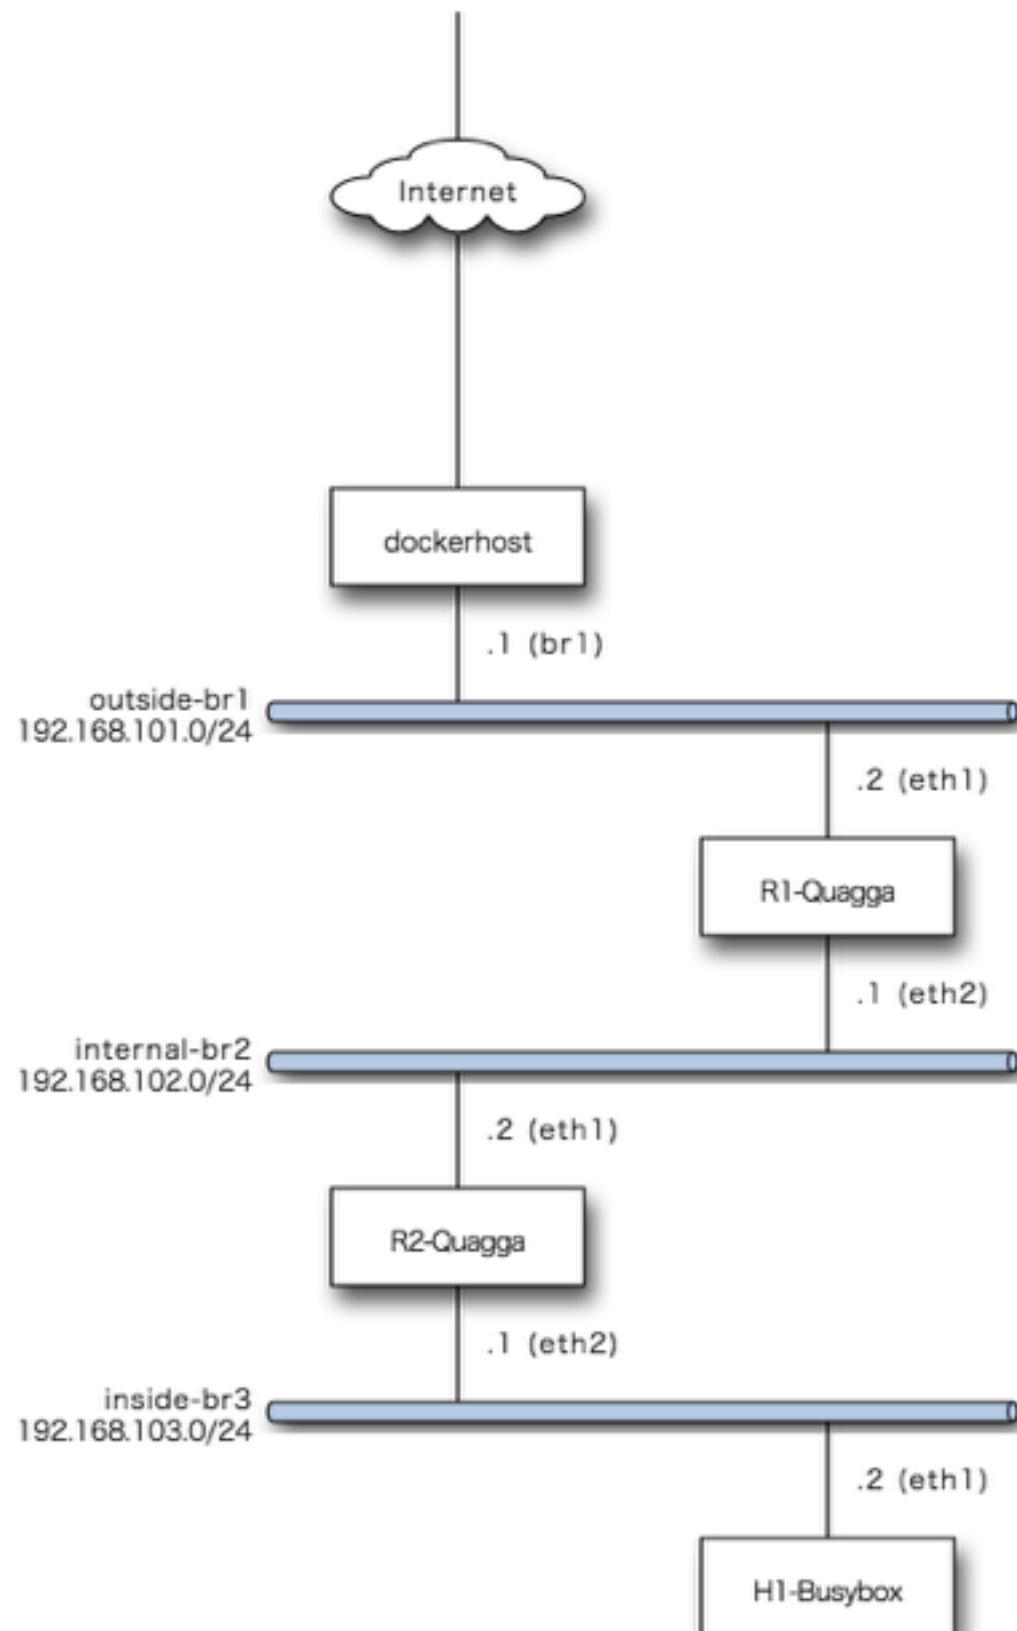 Internet
dockerhost
.1 (br1)
outside-br1
192.168.101.0/24
.2 (eth1)
R1-Quagga
.1 (eth2)
internal-br2
192.168.102.0/24
.2 (eth1)
R2-Quagga
.1 (eth2)
inside-br3
192.168.103.0/24
.2 (eth1)
H1-Busybox